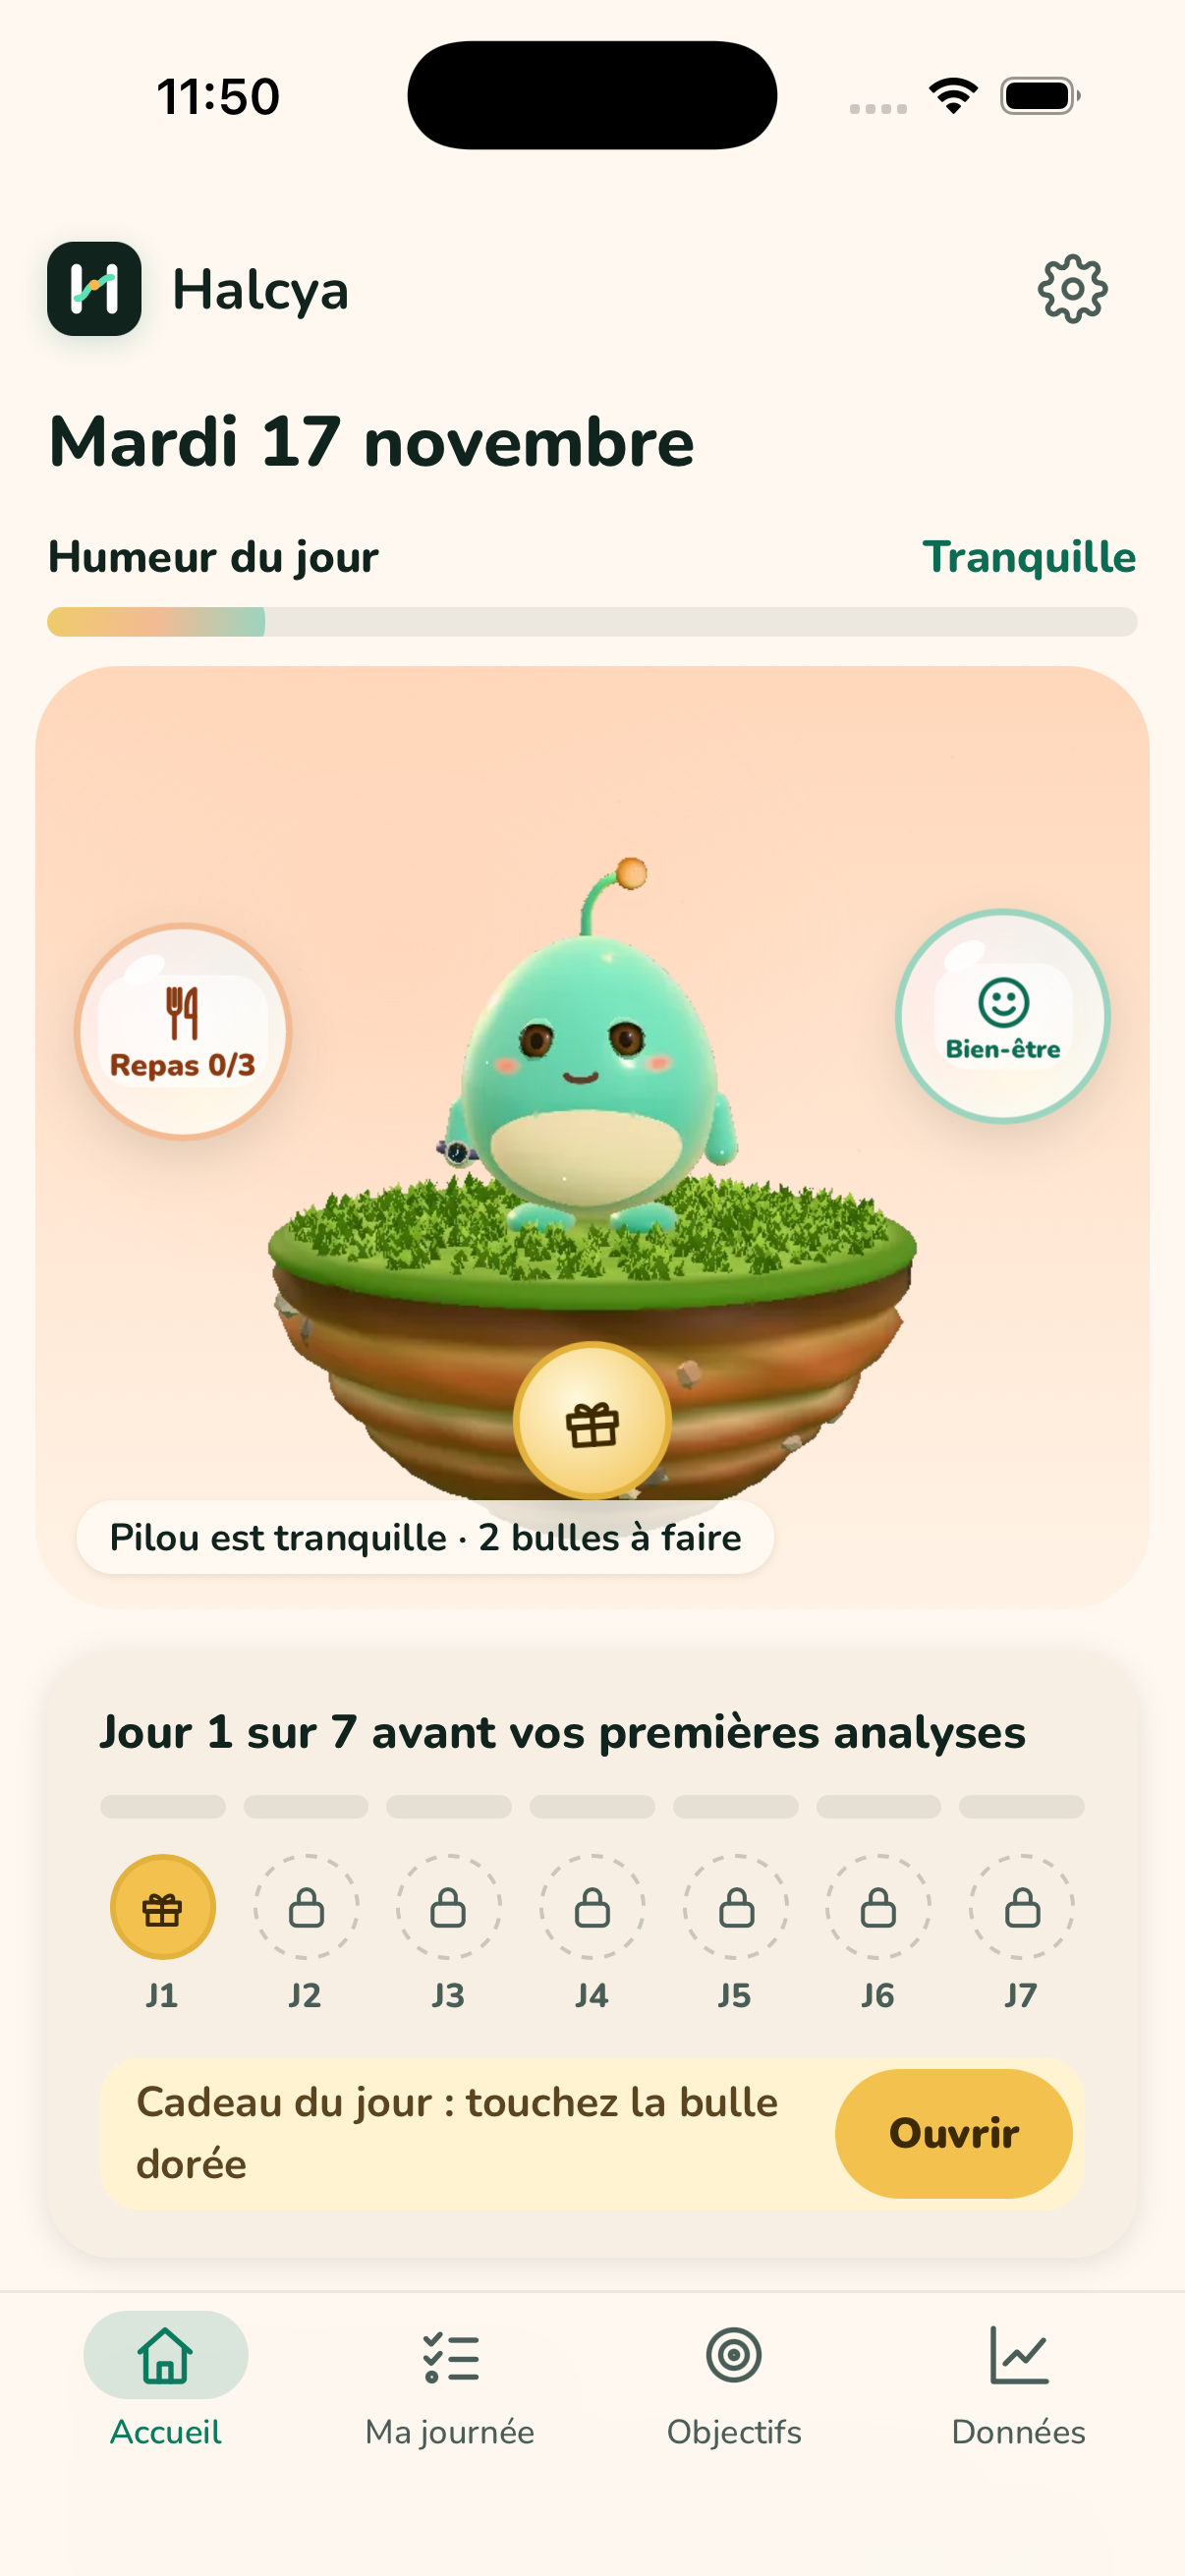 11:50
Halcya
Mardi 17 novembre
Humeur du jour
Tranquille
Repas 0/3
Bien-être
Pilou est tranquille · 2 bulles à faire
Jour 1 sur 7 avant vos premières analyses
J1
J2
J3
J4
J5
J6
J7
Cadeau du jour : touchez la bulle
dorée
Ouvrir
Accueil
Ma journée
Objectifs
Données